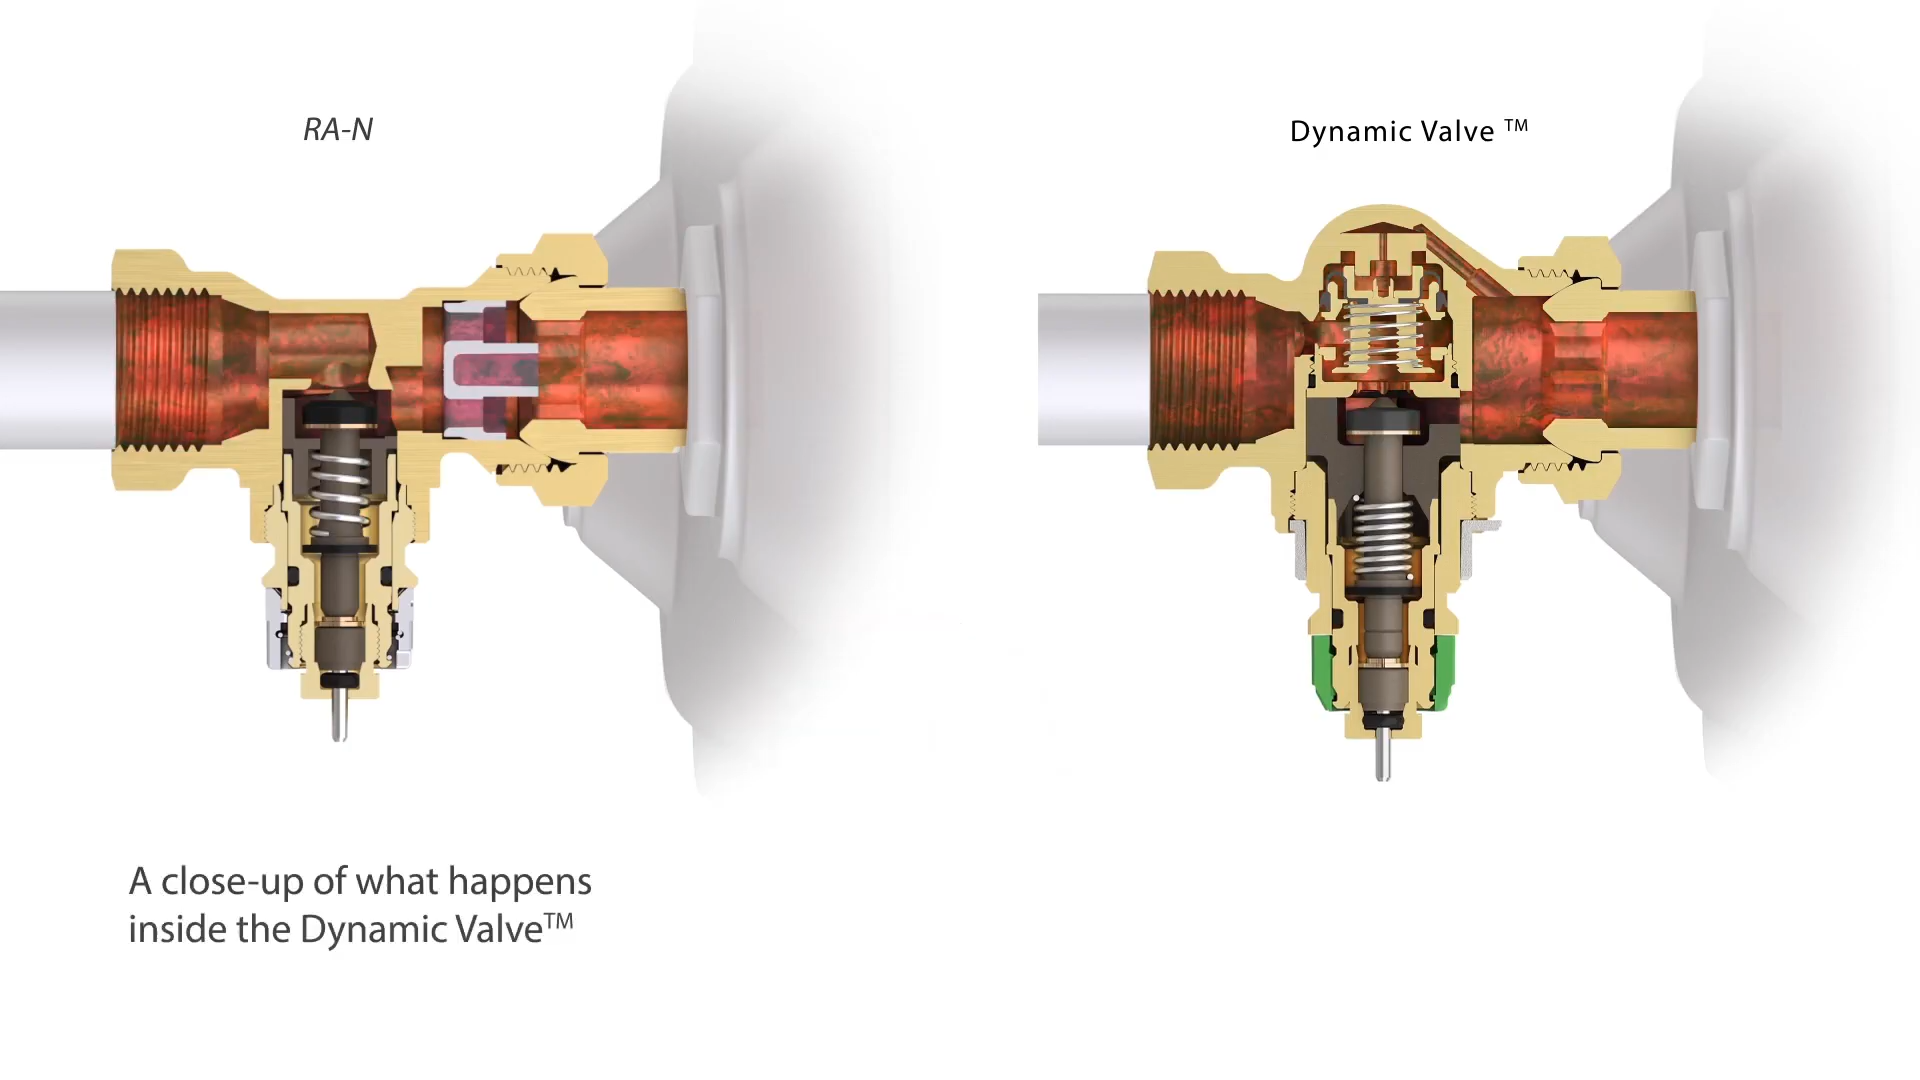 RA-N
Dynamic Valve ™
A close-up of what happens
inside the Dynamic Valve™